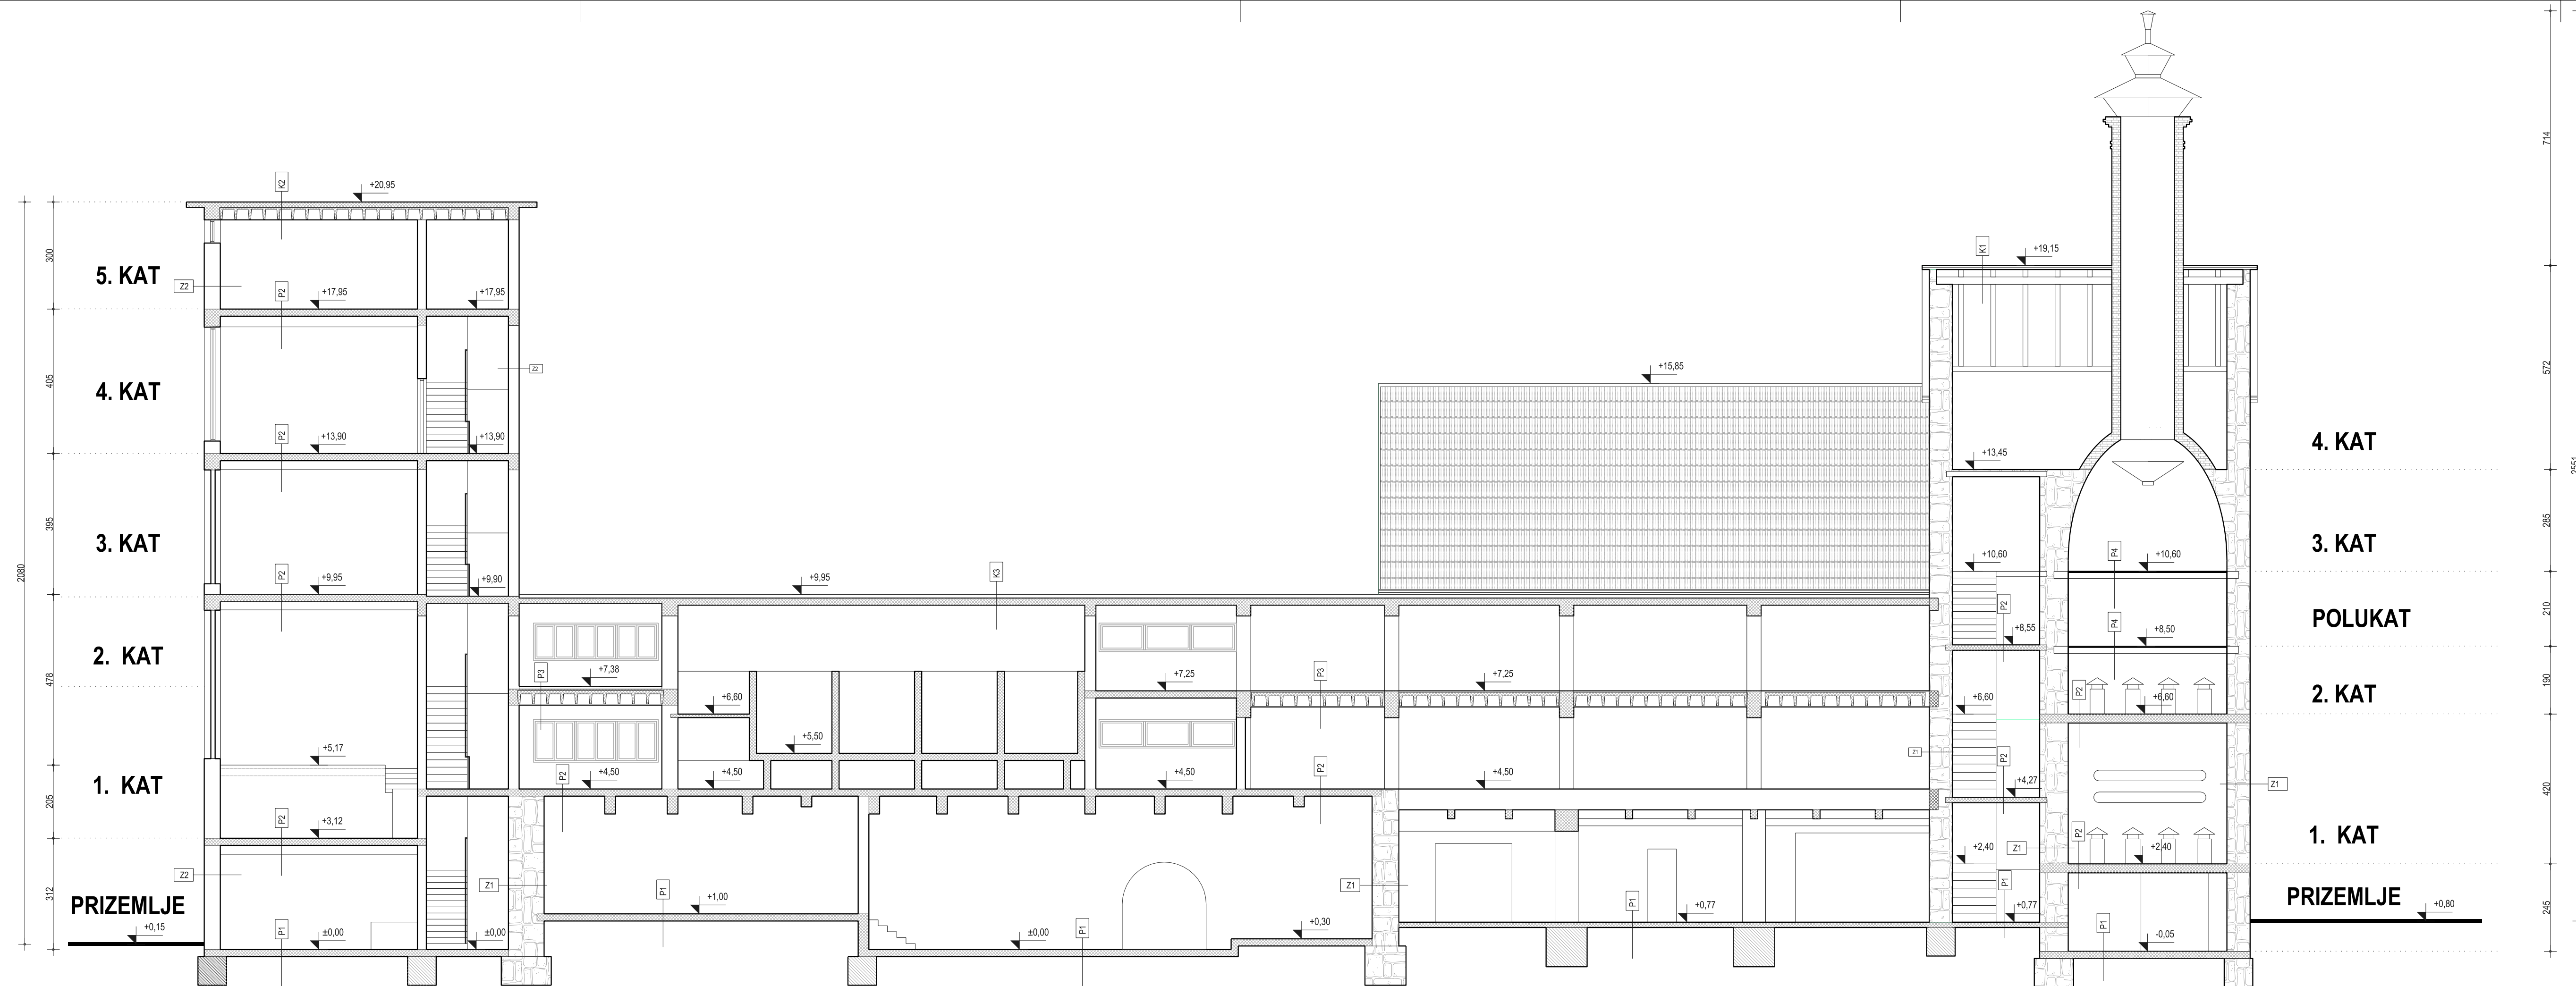 714
K2
+20,95
300
5. KAT
Z2
P2
+17,95
+17,95
K1
+19,15
572
405
4. KAT
Z2
+15,85
P2
+13,90
+13,90
+13,45
4. KAT
2551
395
3. KAT
2080
P2
+9,95
+9,90
+9,95
K3
+10,60
P4
+10,60
3. KAT
285
P2
+8,55
P4
+8,50
POLUKAT
210
2. KAT
478
P3
+7,38
+7,25
P3
+7,25
+6,60
+6,60
P2
+6,60
2. KAT
190
+5,17
+5,50
Z1
P2
1. KAT
205
P2
+4,50
+4,50
+4,50
P2
+4,50
+4,27
Z1
420
P2
+3,12
P2
Z1
+2,40
+2,40
1. KAT
312
Z2
Z1
P1
Z1
P1
P1
PRIZEMLJE
+0,15
P1
±0,00
±0,00
+1,00
±0,00
P1
+0,30
+0,77
+0,77
P1
-0,05
PRIZEMLJE
+0,80
245